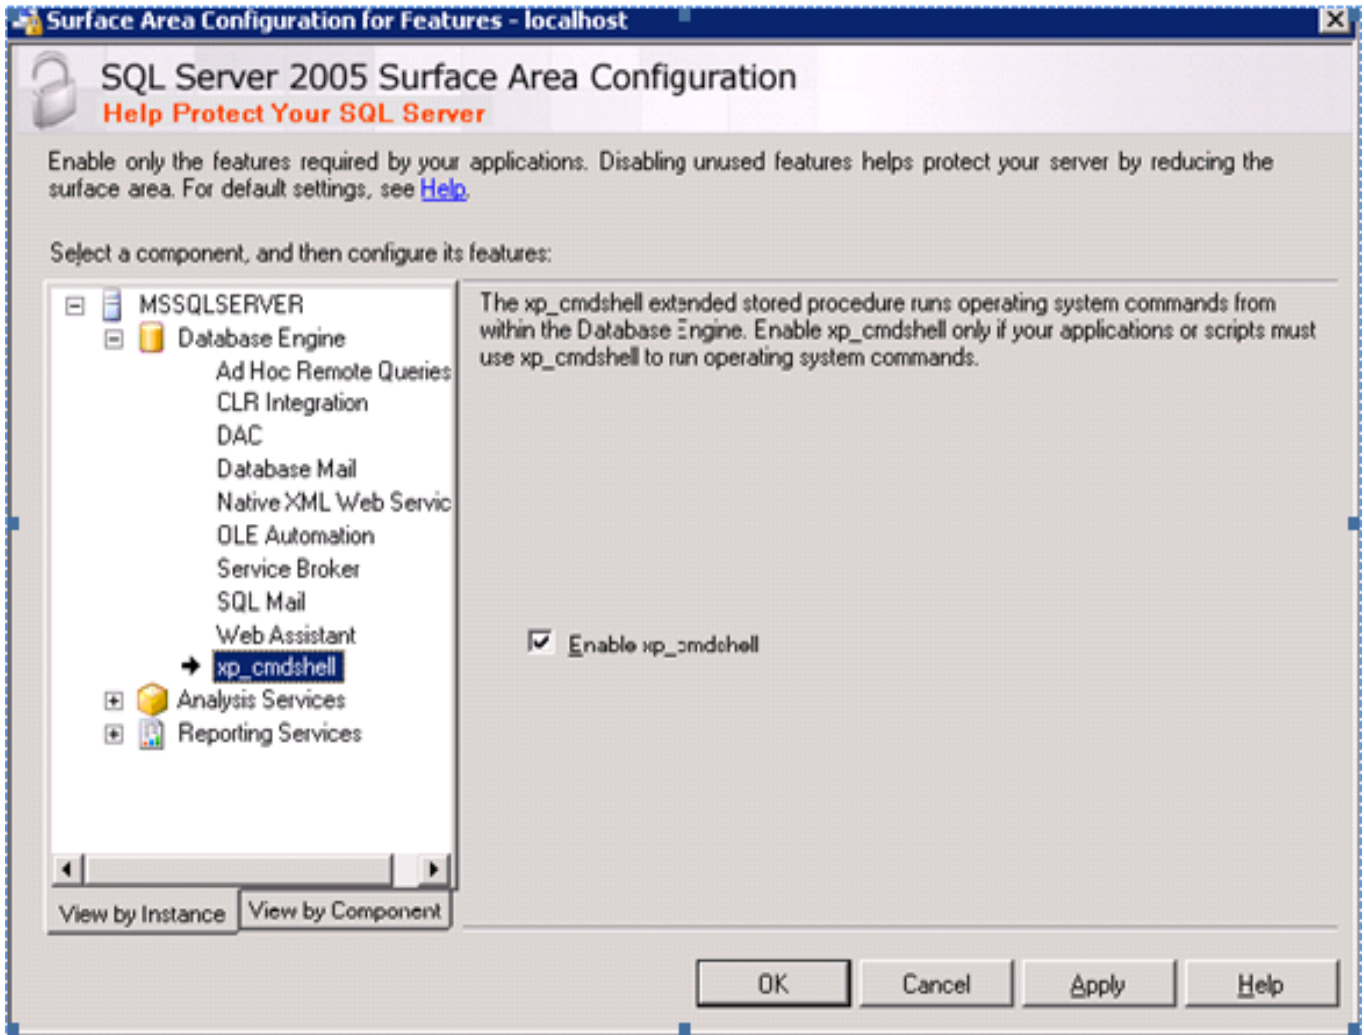 Surface Area Configuration for Features - localhost
SQL Server 2005 Surface Area Configuration
Help Protect Your SQL Server
Enable only the features required by your applications. Disabling unused features helps protect your server by reducing the
surface area. For default settings, see Help.
Select a component, and then configure its features:
MSSQLSERVER
Database Engine
Ad Hoc Remote Queries
CLR Integration
DAC
Database Mail
Native XML Web Servic
OLE Automation
Service Broker
SQL Mail
Web Assistant
xp_cmdshell
Analysis Services
Reporting Services
View by Instance
View by Component
The xp_cmdshell extended stored procedure runs operating system commands from
within the Database Engine. Enable xp_cmdshell only if your applications or scripts must
use xp_cmdshell to run operating system commands.
Enable xp_cmdshell
OK
Cancel
Apply
Help